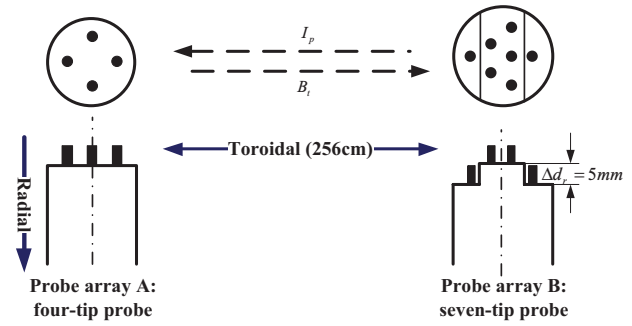 I_p
B_t
Toroidal (256cm)
Radial
Δd_r = 5mm
Probe array A:
four-tip probe
Probe array B:
seven-tip probe